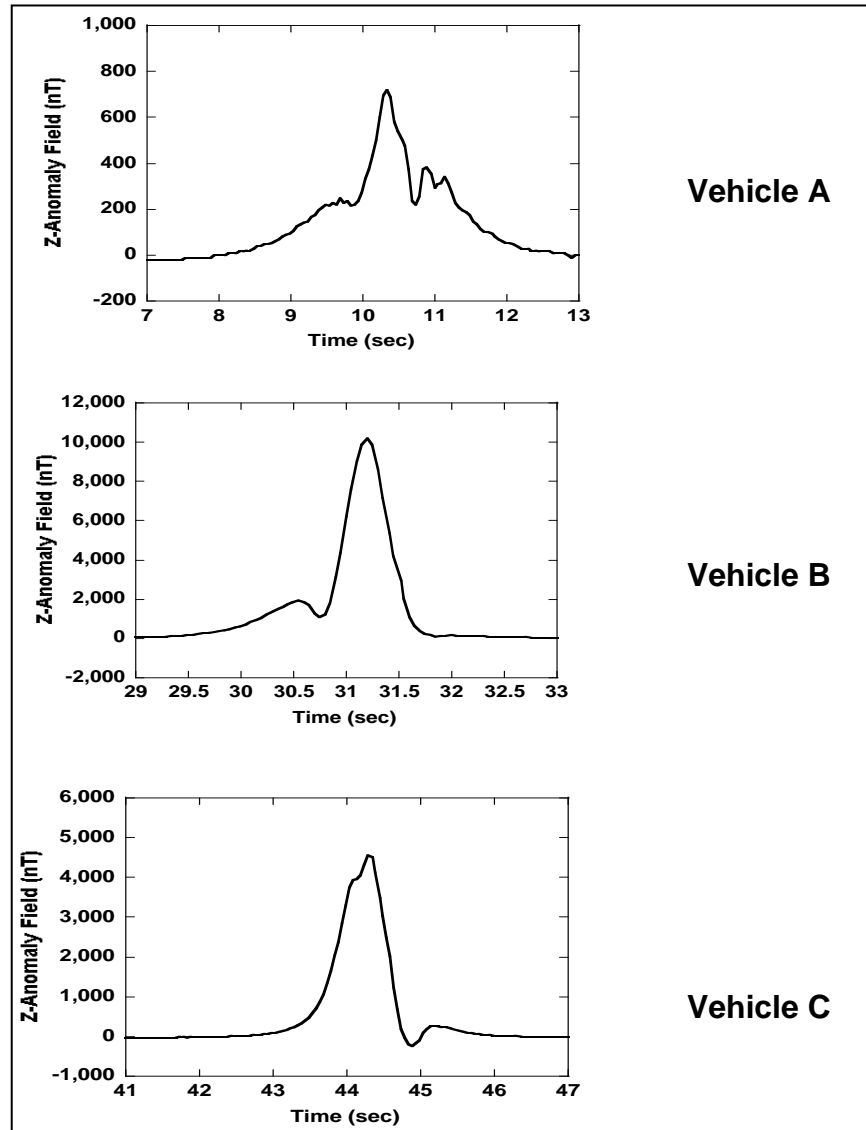 1,000
800
600
400
200
0
-200
Z-Anomaly Field (nT)
7 8 9 10 11 12 13
Time (sec)
Vehicle A
12,000
10,000
8,000
6,000
4,000
2,000
0
-2,000
Z-Anomaly Field (nT)
29 29.5 30 30.5 31 31.5 32 32.5 33
Time (sec)
Vehicle B
6,000
5,000
4,000
3,000
2,000
1,000
0
-1,000
Z-Anomaly Field (nT)
41 42 43 44 45 46 47
Time (sec)
Vehicle C